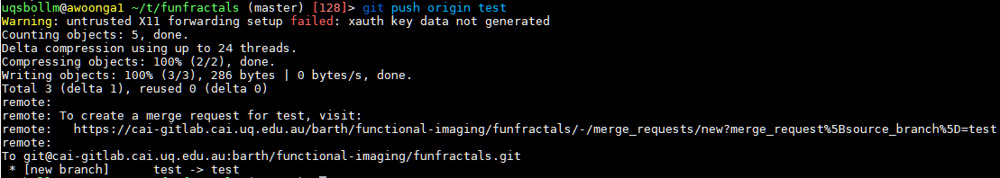 uqsbollm@awoonga1 ~/t/funfractals (master) [128]> git push origin test
Warning: untrusted X11 forwarding setup failed: xauth key data not generated
Counting objects: 5, done.
Delta compression using up to 24 threads.
Compressing objects: 100% (2/2), done.
Writing objects: 100% (3/3), 286 bytes | 0 bytes/s, done.
Total 3 (delta 1), reused 0 (delta 0)
remote:
remote: To create a merge request for test, visit:
remote:   https://cai-gitlab.cai.uq.edu.au/barth/functional-imaging/funfractals/-/merge_requests/new?merge_request%5Bsource_branch%5D=test
remote:
To git@cai-gitlab.cai.uq.edu.au:barth/functional-imaging/funfractals.git
 * [new branch]      test -> test